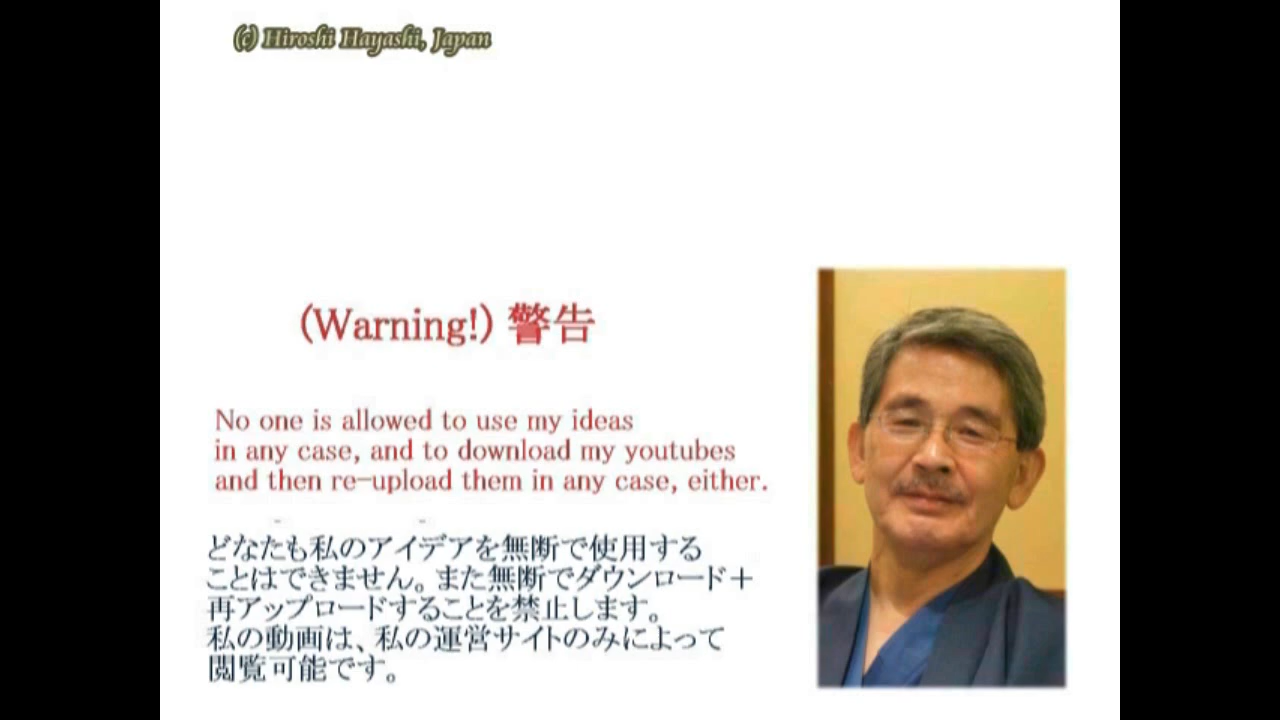 (c) Hiroshi Hayashi, Japan
(Warning!) 警告
No one is allowed to use my ideas
in any case, and to download my youtubes
and then re-upload them in any case, either.
どなたも私のアイデアを無断で使用する
ことはできません。また無断でダウンロード＋
再アップロードすることを禁止します。
私の動画は、私の運営サイトのみによって
閲覧可能です。